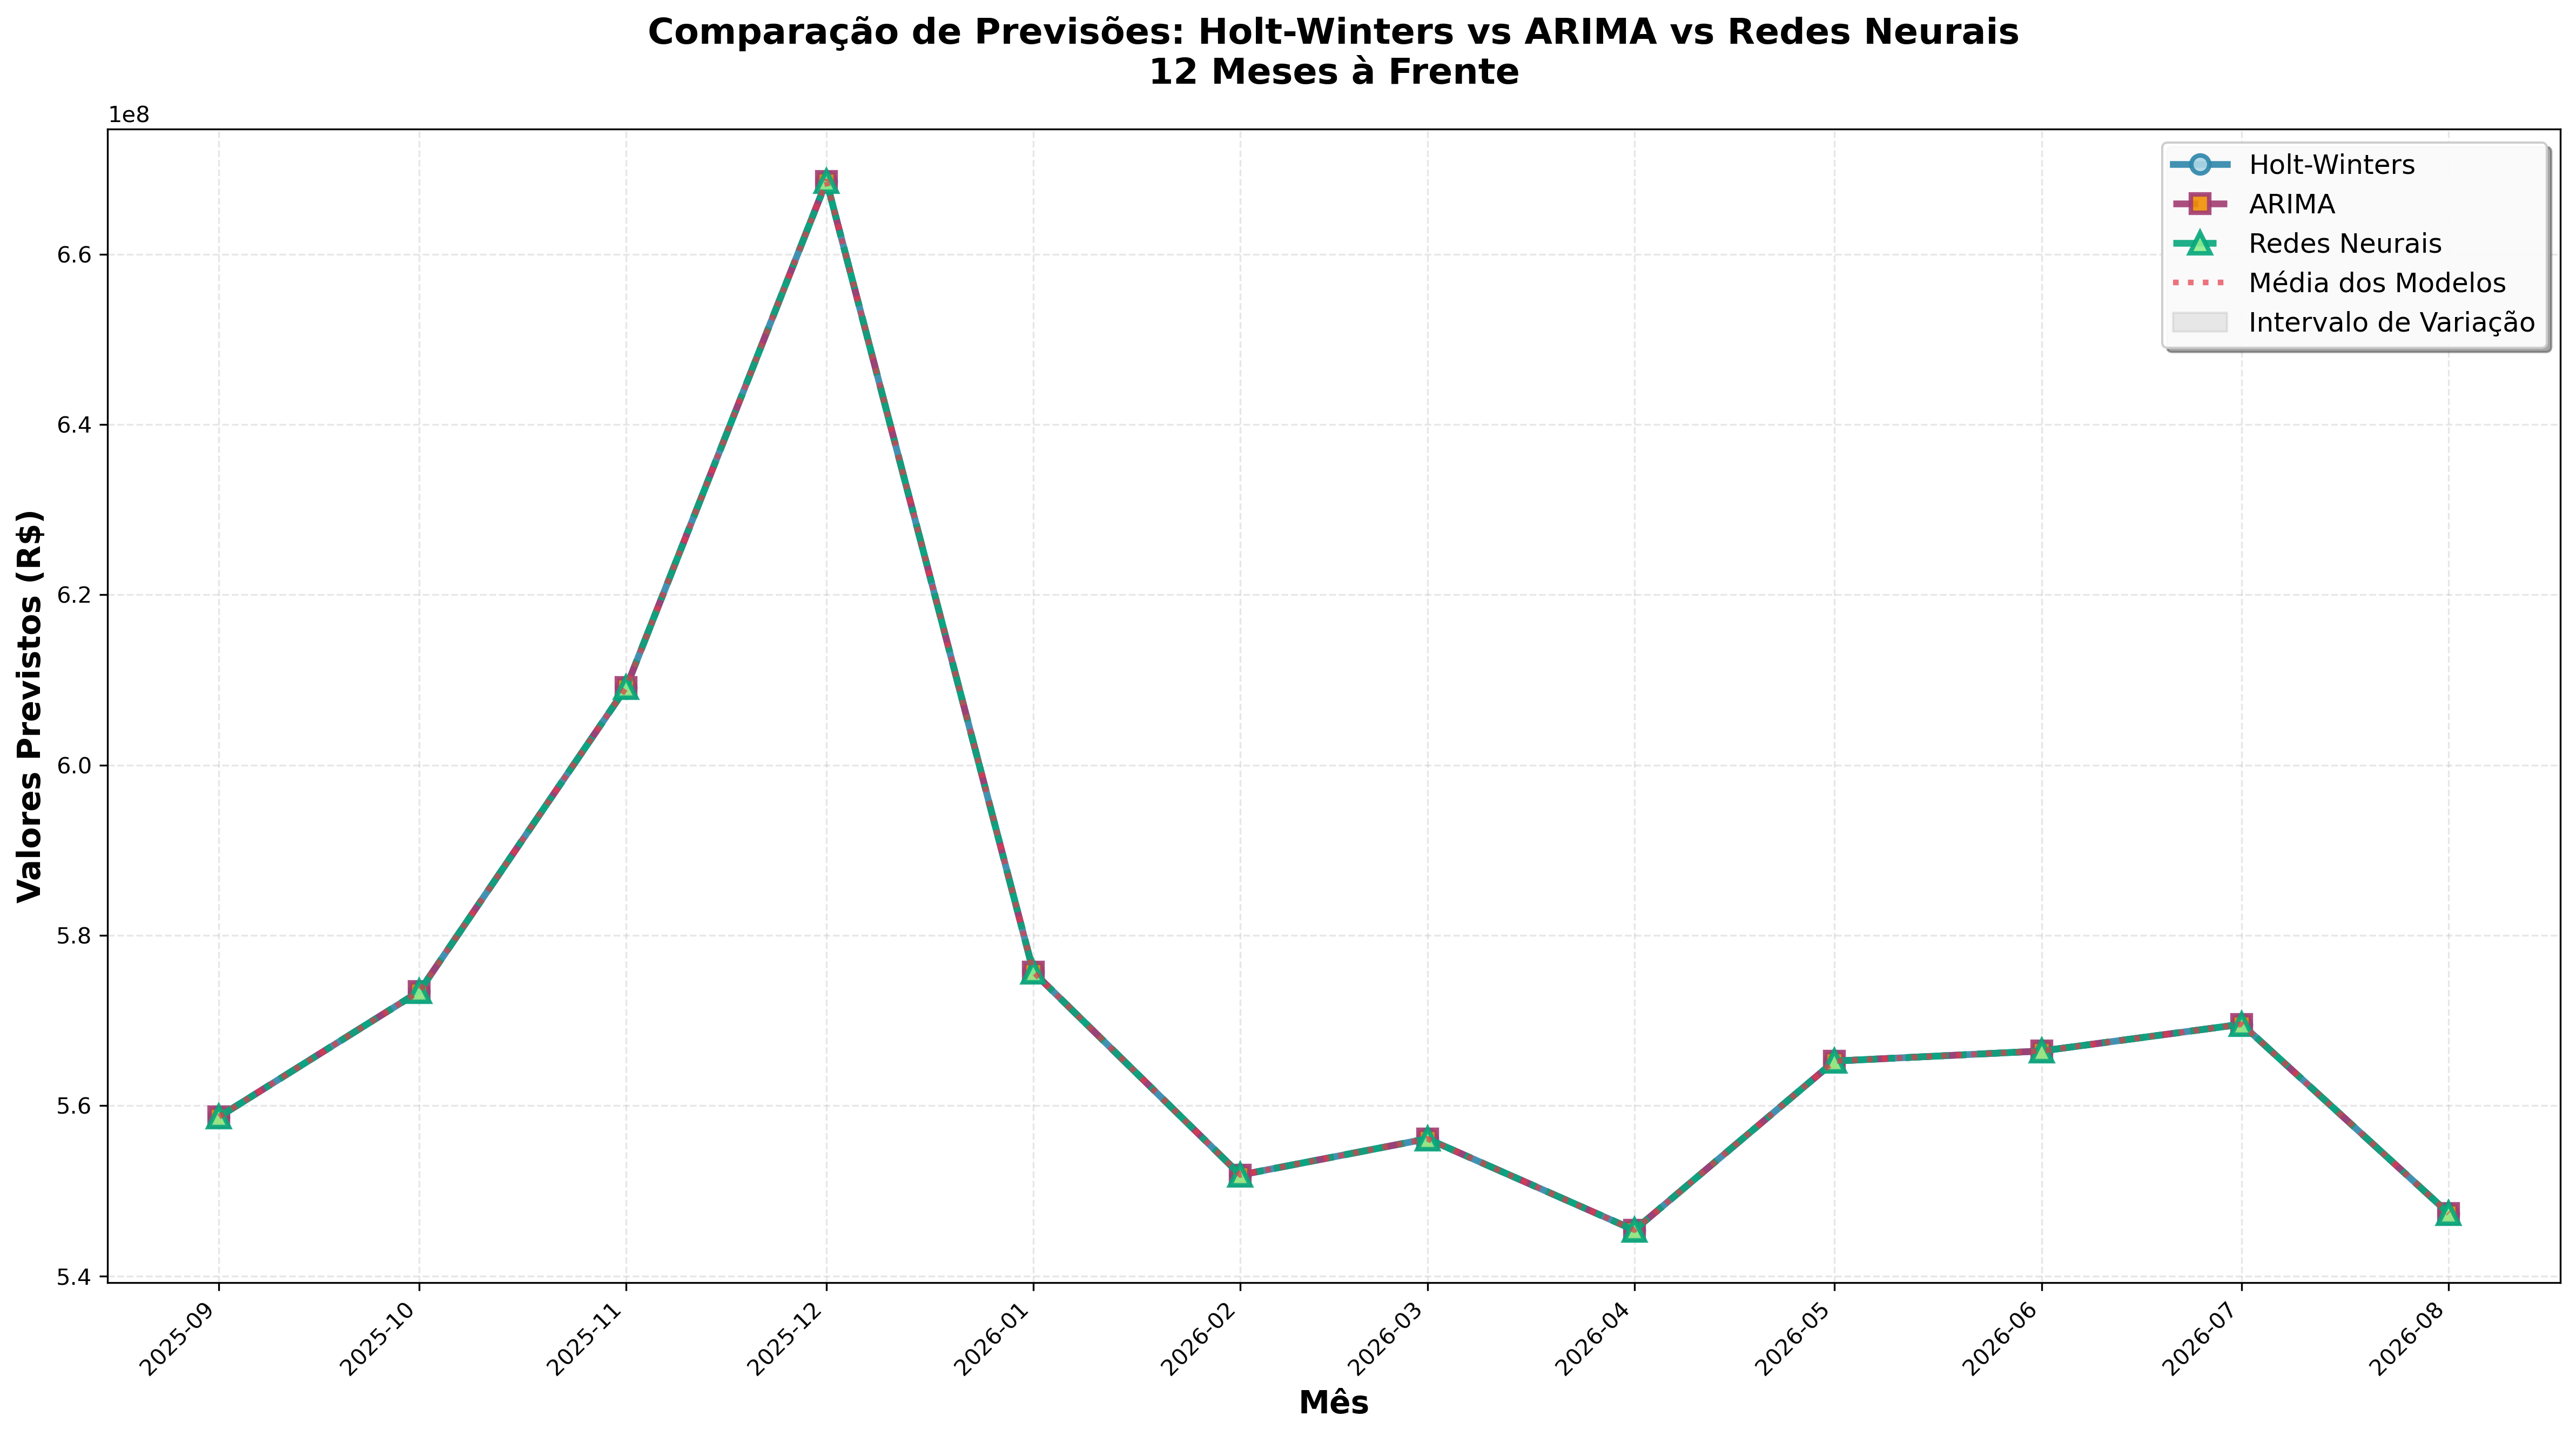 Comparação de Previsões: Holt-Winters vs ARIMA vs Redes Neurais
12 Meses à Frente
1e8
Holt-Winters
ARIMA
Redes Neurais
Média dos Modelos
Intervalo de Variação
Valores Previstos (R$)
6.6
6.4
6.2
6.0
5.8
5.6
5.4
2025-09
2025-10
2025-11
2025-12
2026-01
2026-02
2026-03
2026-04
2026-05
2026-06
2026-07
2026-08
Mês